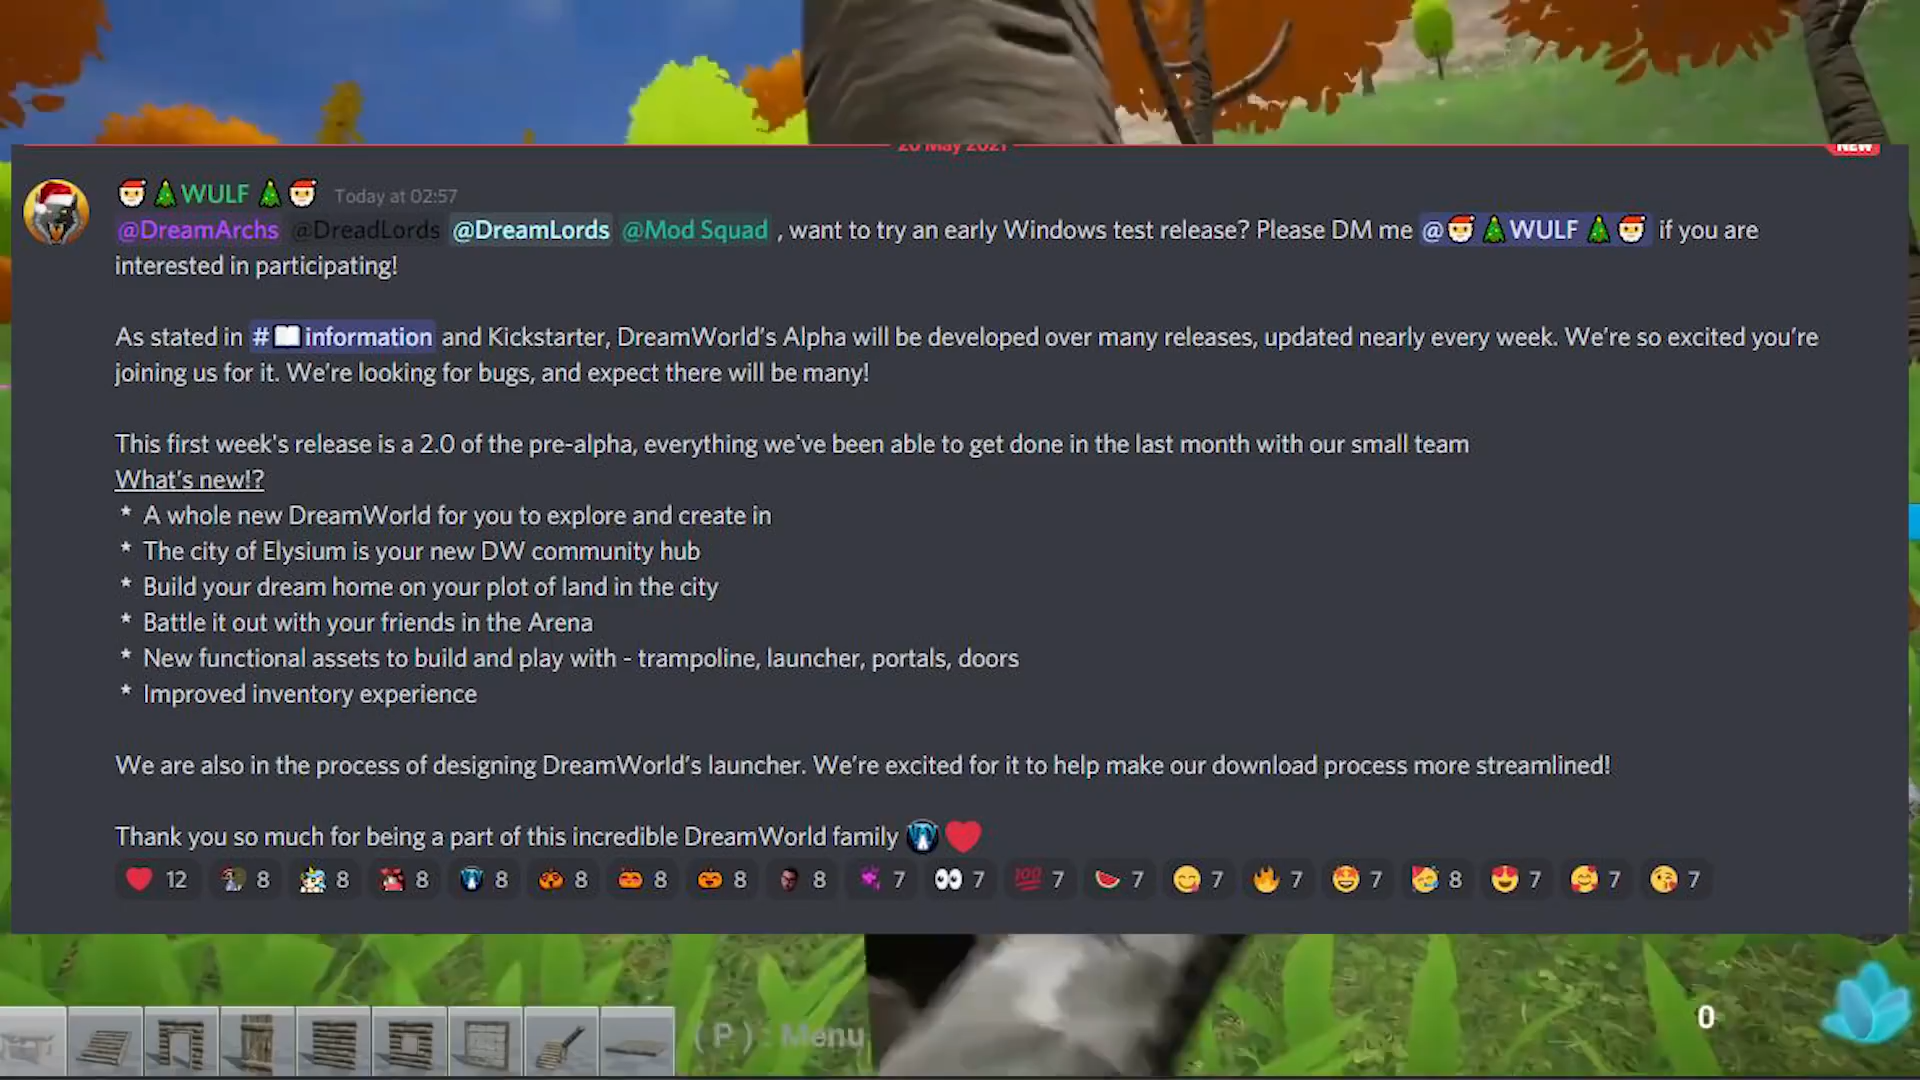 20 May 2021
NEW
WULF Today at 02:57
@DreamArchs @DreadLords @DreamLords @Mod Squad , want to try an early Windows test release? Please DM me @🎅🎄WULF🎄🎅 if you are
interested in participating!
As stated in #📖information and Kickstarter, DreamWorld's Alpha will be developed over many releases, updated nearly every week. We're so excited you're
joining us for it. We're looking for bugs, and expect there will be many!
This first week's release is a 2.0 of the pre-alpha, everything we've been able to get done in the last month with our small team
What's new!?
* A whole new DreamWorld for you to explore and create in
* The city of Elysium is your new DW community hub
* Build your dream home on your plot of land in the city
* Battle it out with your friends in the Arena
* New functional assets to build and play with - trampoline, launcher, portals, doors
* Improved inventory experience
We are also in the process of designing DreamWorld's launcher. We're excited for it to help make our download process more streamlined!
Thank you so much for being a part of this incredible DreamWorld family
12 8 8 8 8 8 8 8 8 7 7 💯 7 7 7 7 7 8 7 7 7
0
( P ) : Menu